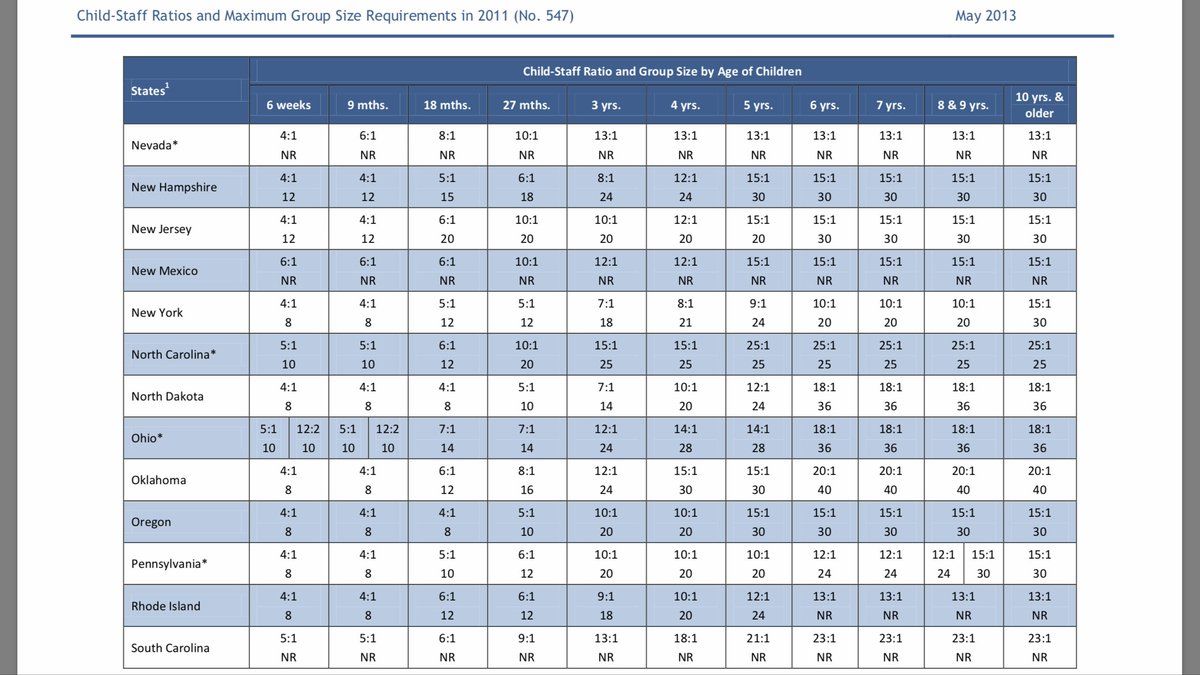 Child-Staff Ratios and Maximum Group Size Requirements in 2011 (No. 547) May 2013
States1 Child-Staff Ratio and Group Size by Age of Children
6 weeks 9 mths. 18 mths. 27 mths. 3 yrs. 4 yrs. 5 yrs. 6 yrs. 7 yrs. 8 & 9 yrs. 10 yrs. & older
Nevada* 4:1 6:1 8:1 10:1 13:1 13:1 13:1 13:1 13:1 13:1 13:1
NR NR NR NR NR NR NR NR NR NR NR
New Hampshire 4:1 4:1 5:1 6:1 8:1 12:1 15:1 15:1 15:1 15:1 15:1
12 12 15 18 24 24 30 30 30 30 30
New Jersey 4:1 4:1 6:1 10:1 10:1 12:1 15:1 15:1 15:1 15:1 15:1
12 12 20 20 20 20 20 30 30 30 30
New Mexico 6:1 6:1 6:1 10:1 12:1 12:1 15:1 15:1 15:1 15:1 15:1
NR NR NR NR NR NR NR NR NR NR NR
New York 4:1 4:1 5:1 5:1 7:1 8:1 9:1 10:1 10:1 10:1 15:1
8 8 12 12 18 21 24 20 20 20 30
North Carolina* 5:1 5:1 6:1 10:1 15:1 15:1 25:1 25:1 25:1 25:1 25:1
10 10 12 20 25 25 25 25 25 25 25
North Dakota 4:1 4:1 4:1 5:1 7:1 10:1 12:1 18:1 18:1 18:1 18:1
8 8 8 10 14 20 24 36 36 36 36
Ohio* 5:1 12:2 5:1 12:2 7:1 7:1 12:1 14:1 14:1 18:1 18:1 18:1 18:1
10 10 10 10 14 14 24 28 28 36 36 36 36
Oklahoma 4:1 4:1 6:1 8:1 12:1 15:1 15:1 20:1 20:1 20:1 20:1
8 8 12 16 24 30 30 40 40 40 40
Oregon 4:1 4:1 4:1 5:1 10:1 10:1 15:1 15:1 15:1 15:1 15:1
8 8 8 10 20 20 30 30 30 30 30
Pennsylvania* 4:1 4:1 5:1 6:1 10:1 10:1 10:1 12:1 12:1 12:1 15:1 15:1
8 8 10 12 20 20 20 24 24 24 30 30
Rhode Island 4:1 4:1 6:1 6:1 9:1 10:1 12:1 13:1 13:1 13:1 13:1
8 8 12 12 18 20 24 NR NR NR NR
South Carolina 5:1 5:1 6:1 9:1 13:1 18:1 21:1 23:1 23:1 23:1 23:1
NR NR NR NR NR NR NR NR NR NR NR